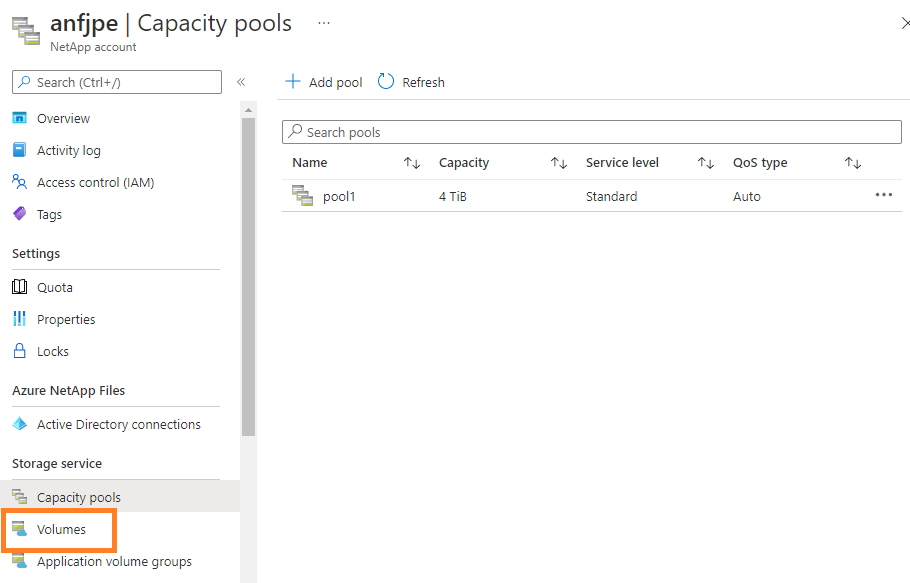 anfjpe | Capacity pools ...
NetApp account
Search (Ctrl+/)
Overview
Activity log
Access control (IAM)
Tags
Settings
Quota
Properties
Locks
Azure NetApp Files
Active Directory connections
Storage service
Capacity pools
Volumes
Application volume groups
Add pool Refresh
Search pools
Name Capacity Service level QoS type
pool1 4 TiB Standard Auto